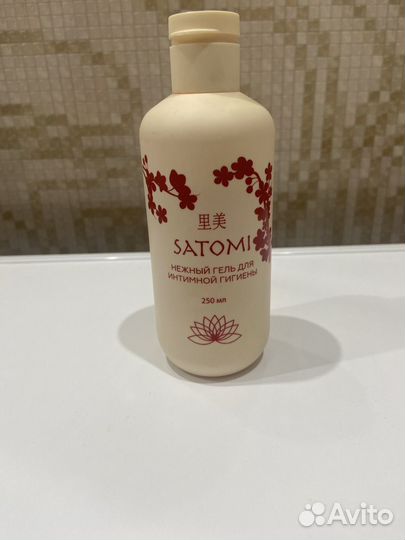 里美
SATOMI
НЕЖНЫЙ ГЕЛЬ ДЛЯ
ИНТИМНОЙ ГИГИЕНЫ
250 мл
Avito